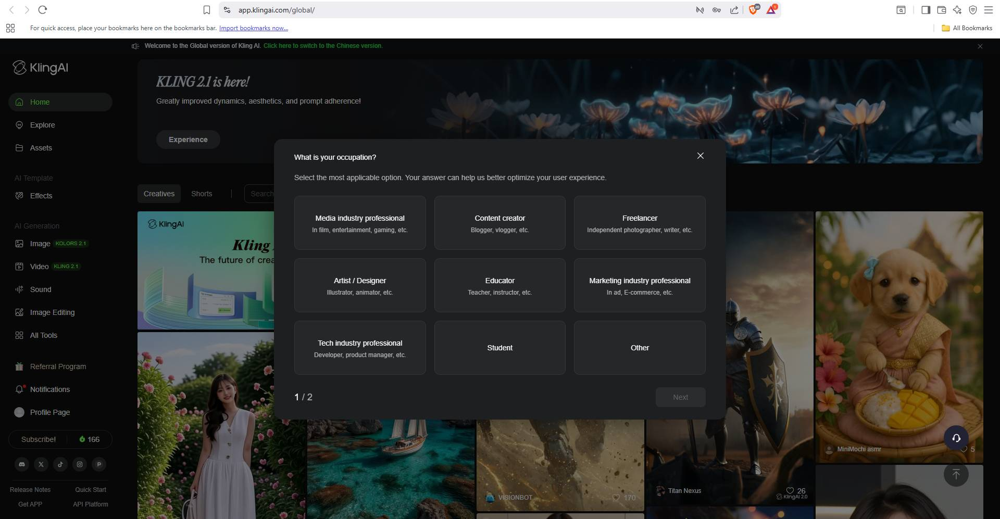 app.klingai.com/global/
20
1
For quick access, place your bookmarks here on the bookmarks bar. Import bookmarks now...
All Bookmarks
Welcome to the Global version of Kling AI. Click here to switch to the Chinese version.
KlingAI
Home
Explore
Assets
AI Template
Effects
AI Generation
Image KOLORS 2.1
Video KLING 2.1
Sound
Image Editing
All Tools
Referral Program
Notifications
Profile Page
Subscribe! 166
Release Notes Quick Start
Get APP API Platform
KLING 2.1 is here!
Greatly improved dynamics, aesthetics, and prompt adherence!
Experience
Creatives Shorts Search
KlingAI
Kling
The future of crea
What is your occupation?
Select the most applicable option. Your answer can help us better optimize your user experience.
Media industry professional
In film, entertainment, gaming, etc.
Content creator
Blogger, vlogger, etc.
Freelancer
Independent photographer, writer, etc.
Artist / Designer
Illustrator, animator, etc.
Educator
Teacher, instructor, etc.
Marketing industry professional
In ad, E-commerce, etc.
Tech industry professional
Developer, product manager, etc.
Student
Other
1 / 2
Next
VISIONBOT 170
Titan Nexus 26
KlingAI 2.0
MiniMochi asmr 5